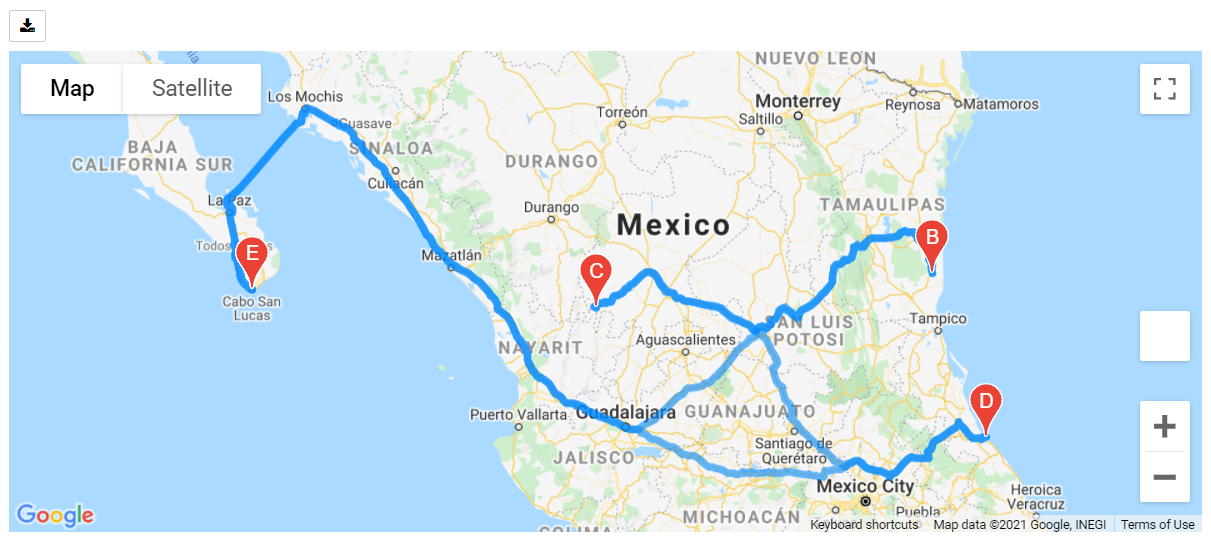 NUEVO LEON
Map
Satellite
Los Mochis
Monterrey
Reynosa
Matamoros
Torreón
Saltillo
Guasave
BAJA
CALIFORNIA SUR
SINALOA
DURANGO
Culiacán
La Paz
Durango
Mexico
TAMAULIPAS
Todos
B
E
Mazatlán
C
Cabo San
Lucas
Tampico
SAN LUIS
POTOSI
NAYARIT
Aguascalientes
D
Puerto Vallarta
Guadalajara
GUANAJUATO
Santiago de
Querétaro
JALISCO
Mexico City
Heroica
Veracruz
Puebla
MICHOACÁN
Google
COLIMA
Keyboard shortcuts
Map data ©2021 Google, INEGI
Terms of Use